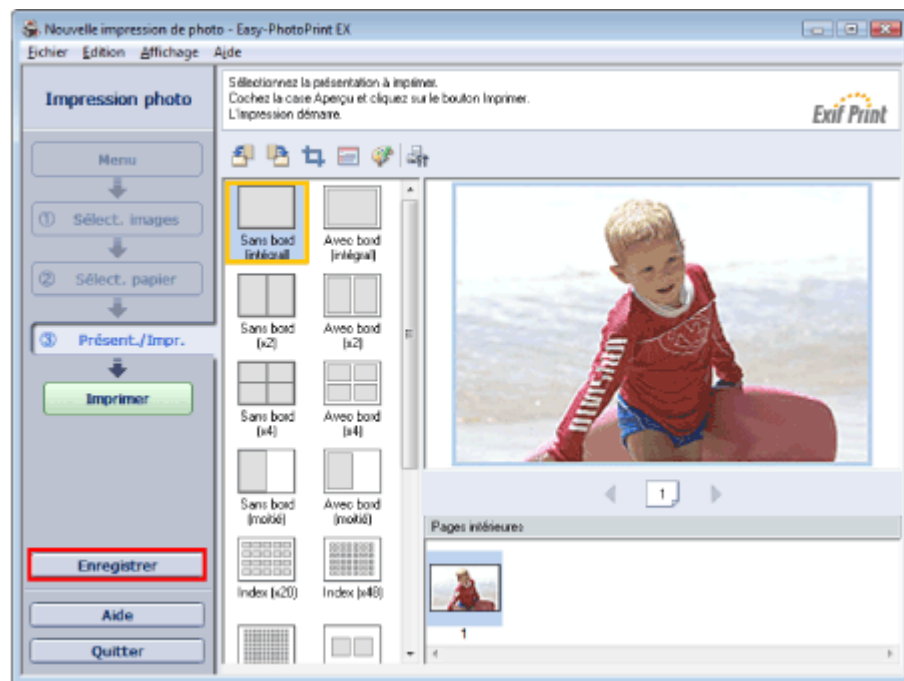 Nouvelle impression de photo - Easy-PhotoPrint EX
Fichier Edition Affichage Aide
Impression photo
Sélectionnez la présentation à imprimer.
Cochez la case Aperçu et cliquez sur le bouton Imprimer.
L'impression démarre.
Exif Print
Menu
① Sélect. images
② Sélect. papier
③ Présent./Impr.
Imprimer
Enregistrer
Aide
Quitter
Sans bord
(intégral)
Avec bord
(intégral)
Sans bord
(x2)
Avec bord
(x2)
Sans bord
(x4)
Avec bord
(x4)
Sans bord
(moitié)
Avec bord
(moitié)
Index (x20)
Index (x48)
1
Pages intérieures
1